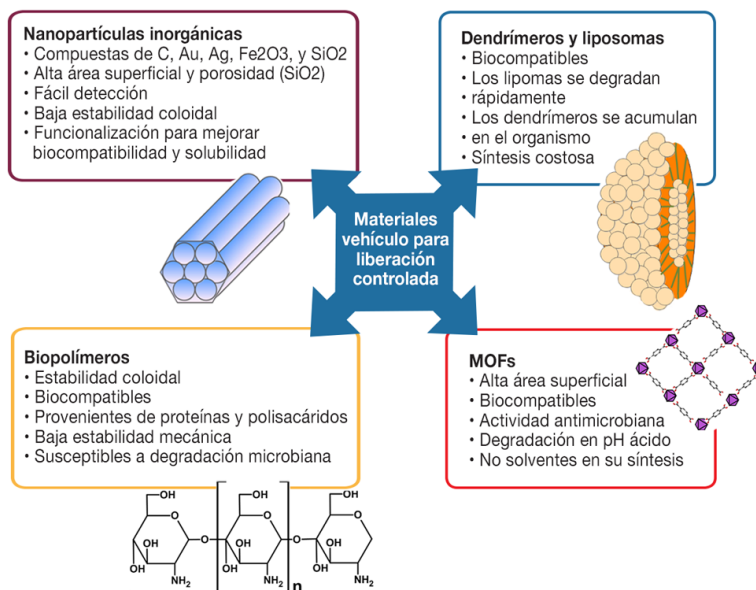 Nanopartículas inorgánicas
• Compuestas de C, Au, Ag, Fe2O3, y SiO2
• Alta área superficial y porosidad (SiO2)
• Fácil detección
• Baja estabilidad coloidal
• Funcionalización para mejorar
biocompatibilidad y solubilidad
Dendrímeros y liposomas
• Biocompatibles
• Los lipomas se degradan
• rápidamente
• Los dendrímeros se acumulan
• en el organismo
• Síntesis costosa
Materiales
vehículo para
liberación
controlada
Biopolímeros
• Estabilidad coloidal
• Biocompatibles
• Provenientes de proteínas y polisacáridos
• Baja estabilidad mecánica
• Susceptibles a degradación microbiana
MOFs
• Alta área superficial
• Biocompatibles
• Actividad antimicrobiana
• Degradación en pH ácido
• No solventes en su síntesis
OH OH OH
O O O
OH O OH O OH
OH OH OH
NH2 NH2 NH2
n